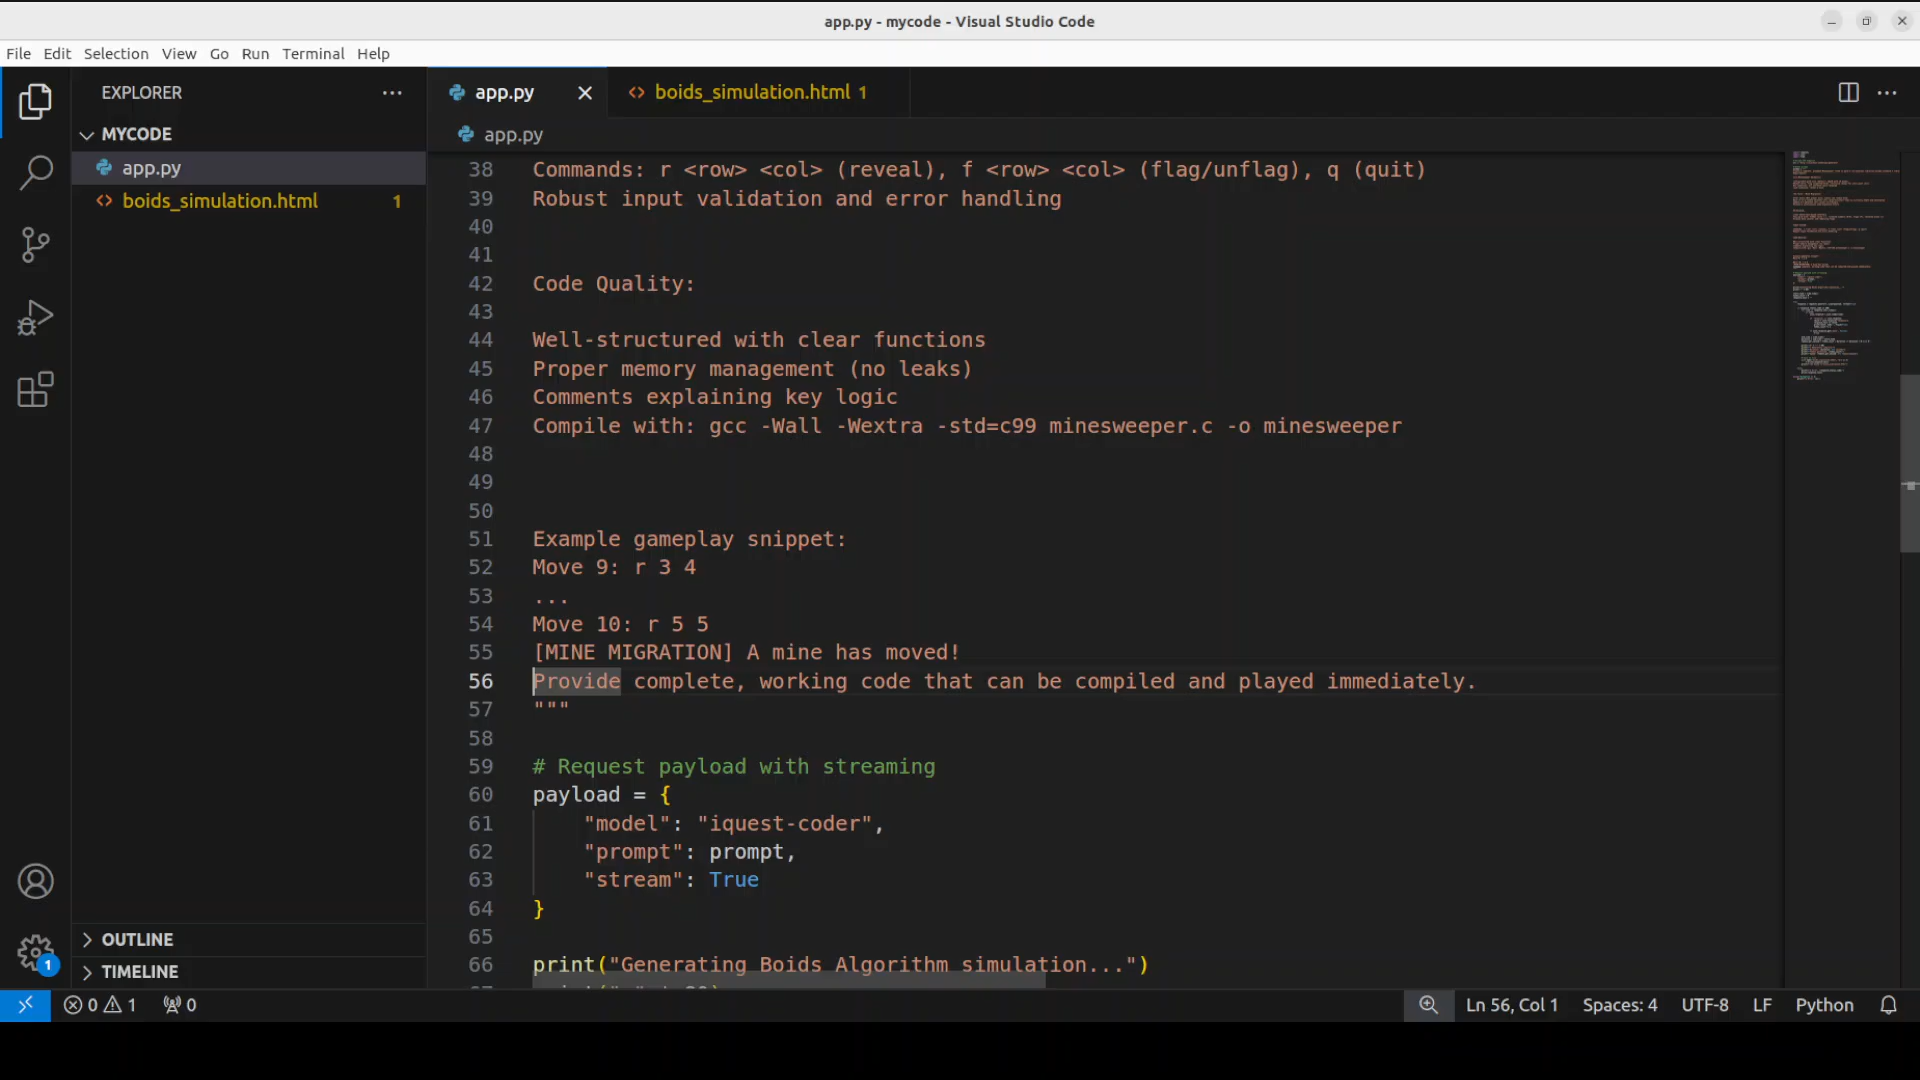 app.py - mycode - Visual Studio Code
File Edit Selection View Go Run Terminal Help
EXPLORER
MYCODE
app.py
boids_simulation.html 1
OUTLINE
TIMELINE
app.py
boids_simulation.html 1
app.py
38 Commands: r <row> <col> (reveal), f <row> <col> (flag/unflag), q (quit)
39 Robust input validation and error handling
40
41
42 Code Quality:
43
44 Well-structured with clear functions
45 Proper memory management (no leaks)
46 Comments explaining key logic
47 Compile with: gcc -Wall -Wextra -std=c99 minesweeper.c -o minesweeper
48
49
50
51 Example gameplay snippet:
52 Move 9: r 3 4
53 ...
54 Move 10: r 5 5
55 [MINE MIGRATION] A mine has moved!
56 Provide complete, working code that can be compiled and played immediately.
57 """
58
59 # Request payload with streaming
60 payload = {
61     "model": "iquest-coder",
62     "prompt": prompt,
63     "stream": True
64 }
65
66 print("Generating Boids Algorithm simulation...")
1
0 1 0
Ln 56, Col 1 Spaces: 4 UTF-8 LF Python